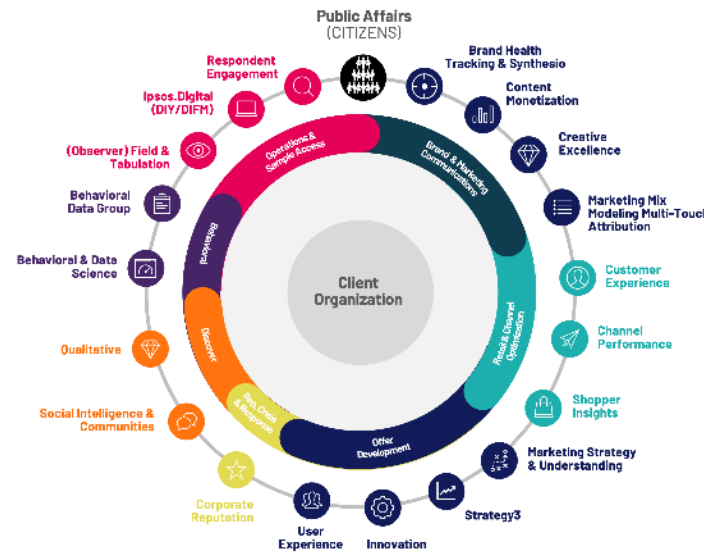 Public Affairs
(CITIZENS)
Brand Health
Tracking & Synthesio
Content
Monetization
Creative
Excellence
Marketing Mix
Modeling Multi-Touch
Attribution
Customer
Experience
Channel
Performance
Shopper
Insights
Marketing Strategy
& Understanding
Strategy3
Innovation
User
Experience
Corporate
Reputation
Social Intelligence &
Communities
Qualitative
Behavioral & Data
Science
Behavioral
Data Group
(Observer) Field &
Tabulation
Ipsos.Digital
(DIY/DIFM)
Respondent
Engagement
Operations &
Sample Access
Brand & Marketing
Communications
Retail & Channel
Optimization
Offer
Development
Rep, Crisis
& Response
Discover
Behavioral
Client
Organization